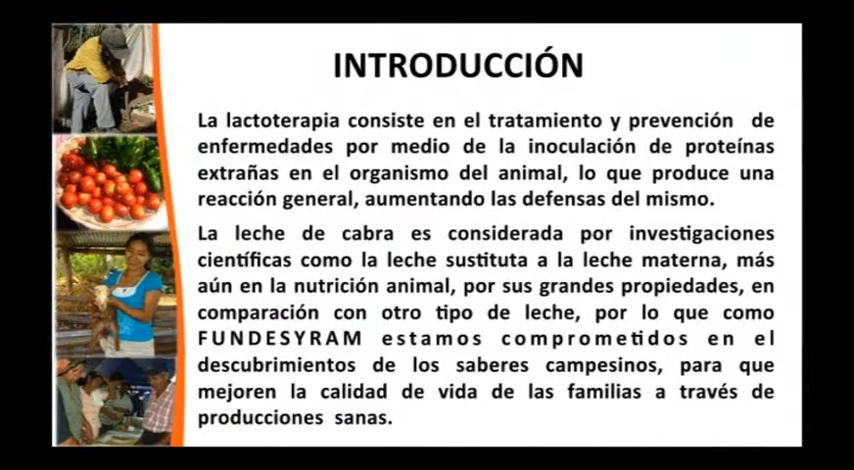 INTRODUCCIÓN
La lactoterapia consiste en el tratamiento y prevención de
enfermedades por medio de la inoculación de proteínas
extrañas en el organismo del animal, lo que produce una
reacción general, aumentando las defensas del mismo.
La leche de cabra es considerada por investigaciones
científicas como la leche sustituta a la leche materna, más
aún en la nutrición animal, por sus grandes propiedades, en
comparación con otro tipo de leche, por lo que como
FUNDESYRAM estamos comprometidos en el
descubrimientos de los saberes campesinos, para que
mejoren la calidad de vida de las familias a través de
producciones sanas.